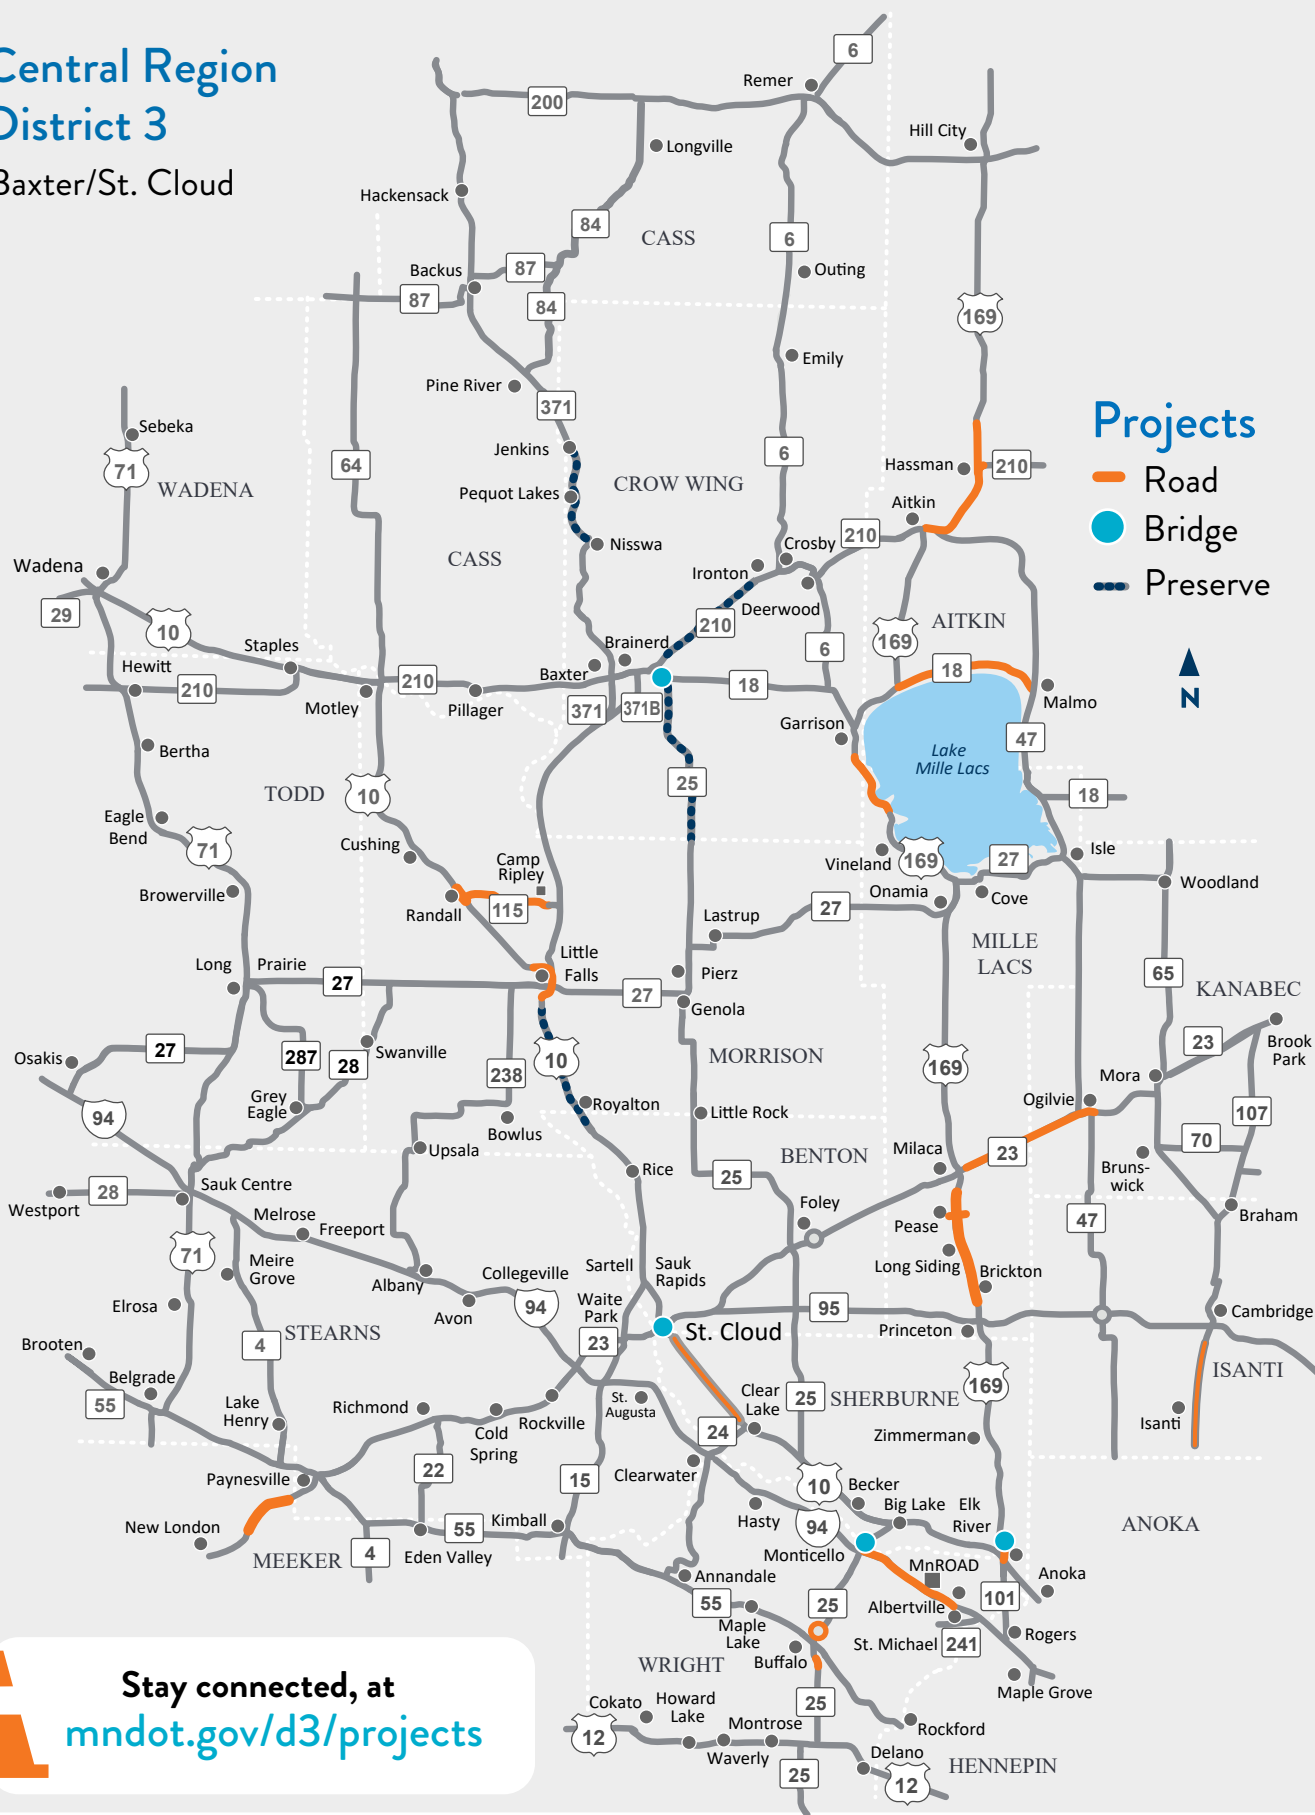 Central Region
District 3
Baxter/St. Cloud
6
Remer
200
Hill City
Longville
Hackensack
84
CASS
6
87
Backus
Outing
87
84
169
Emily
Pine River
371
Projects
Road
Bridge
Preserve
N
Sebeka
71
WADENA
64
Jenkins
6
Hassman
210
Pequot Lakes
CROW WING
Aitkin
210
Nisswa
Crosby
CASS
Ironton
Deerwood
Wadena
29
10
210
AITKIN
169
6
Staples
Brainerd
Hewitt
210
210
Baxter
18
18
Motley
Pillager
371
371B
Malmo
Garrison
47
Bertha
Lake
Mille Lacs
25
TODD
10
18
Eagle
Bend
71
Cushing
Camp
Ripley
Vineland
169
27
Isle
Browerville
Woodland
Randall
115
Onamia
Cove
Lastrup
27
MILLE
LACS
Little
Falls
Long Prairie
27
Pierz
65
27
KANABEC
Genola
23
Brook
Park
Osakis
27
287
28
Swanville
10
MORRISON
238
169
Mora
94
Grey
Eagle
Royalton
Ogilvie
107
Little Rock
Bowlus
Upsala
Milaca
23
70
BENTON
Bruns-
wick
Rice
25
Westport
28
Sauk Centre
Foley
Pease
47
Braham
Melrose
Freeport
71
Meire
Grove
Albany
Collegeville
Sartell
Sauk
Rapids
Long Siding
Brickton
Elrosa
Avon
94
Waite
Park
95
Cambridge
STEARNS
St. Cloud
Princeton
Brooten
4
23
ISANTI
Belgrade
169
55
Lake
Henry
Richmond
St.
Augusta
Clear
Lake
25
SHERBURNE
Cold
Spring
Rockville
Isanti
24
Zimmerman
Paynesville
22
15
Clearwater
10
Becker
Big Lake
Elk
River
New London
55
Kimball
Hasty
94
ANOKA
MEEKER
4
Eden Valley
Monticello
MnROAD
Anoka
Annandale
55
25
Albertville
101
Maple
Lake
St. Michael
241
Rogers
WRIGHT
Buffalo
Maple Grove
Stay connected, at
mndot.gov/d3/projects
25
Cokato
Howard
Lake
12
Montrose
Rockford
Waverly
Delano
HENNEPIN
25
12